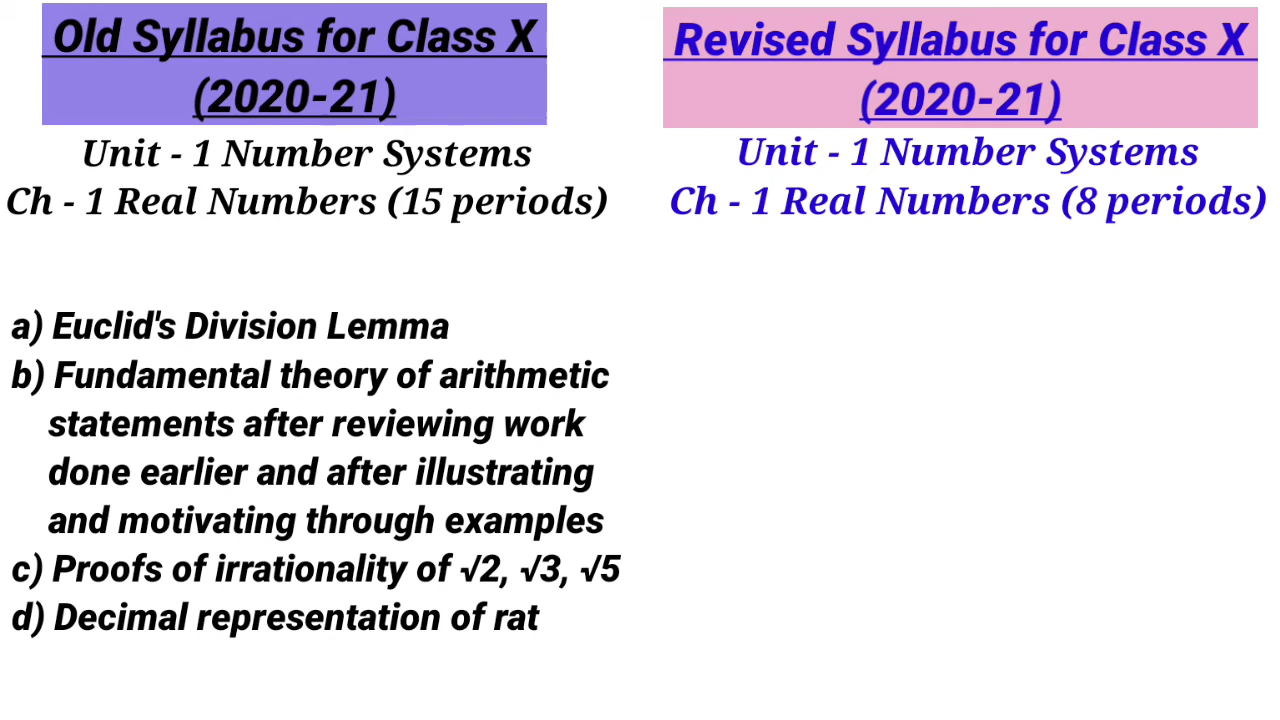 Old Syllabus for Class X
(2020-21)
Unit - 1 Number Systems
Ch - 1 Real Numbers (15 periods)
a) Euclid's Division Lemma
b) Fundamental theory of arithmetic
statements after reviewing work
done earlier and after illustrating
and motivating through examples
c) Proofs of irrationality of √2, √3, √5
d) Decimal representation of rat
Revised Syllabus for Class X
(2020-21)
Unit - 1 Number Systems
Ch - 1 Real Numbers (8 periods)